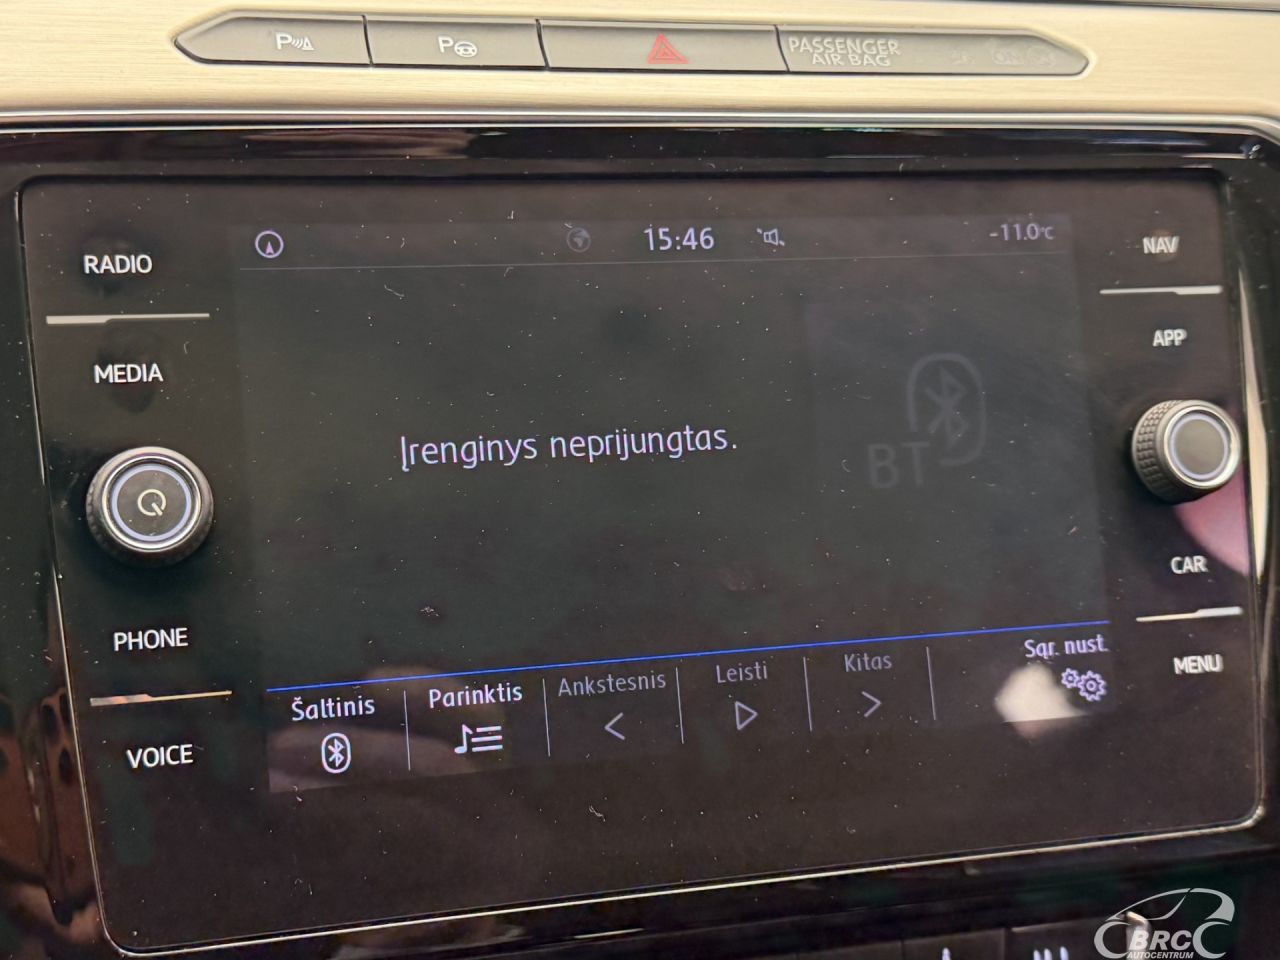 P
P
PASSENGER
AIR BAG
RADIO
15:46
-11.0°C
NAV
MEDIA
APP
Įrenginys neprijungtas.
BT
CAR
PHONE
VOICE
Šaltinis
Parinktis
Ankstesnis
Leisti
Kitas
Sąr. nust.
MENU
BRC
AUTOCENTRUM